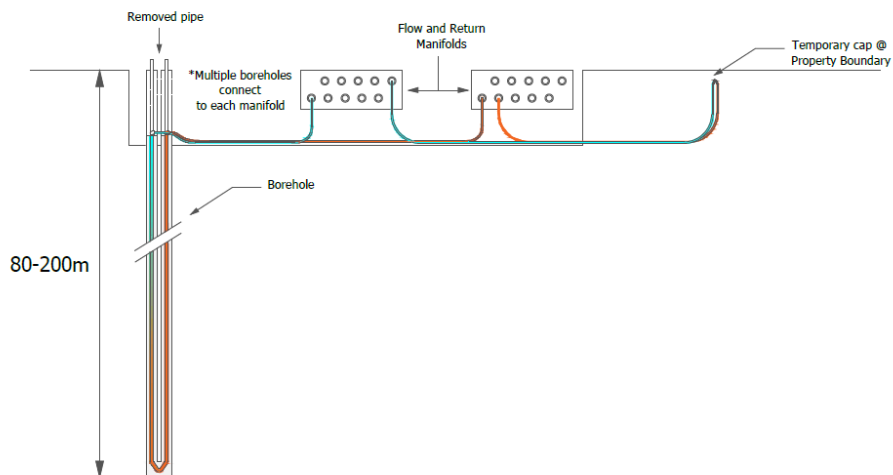 Removed pipe
Flow and Return
Manifolds
Temporary cap @
Property Boundary
*Multiple boreholes
connect
to each manifold
Borehole
80-200m